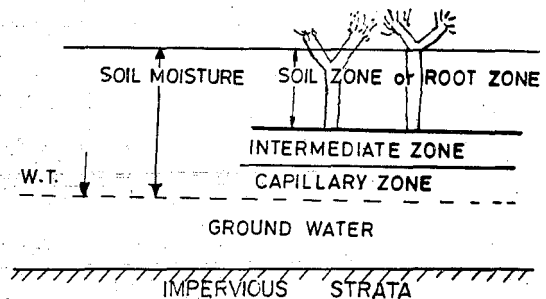 SOIL MOISTURE
SOIL ZONE or ROOT ZONE
INTERMEDIATE ZONE
W.T.
CAPILLARY ZONE
GROUND WATER
IMPERVIOUS STRATA